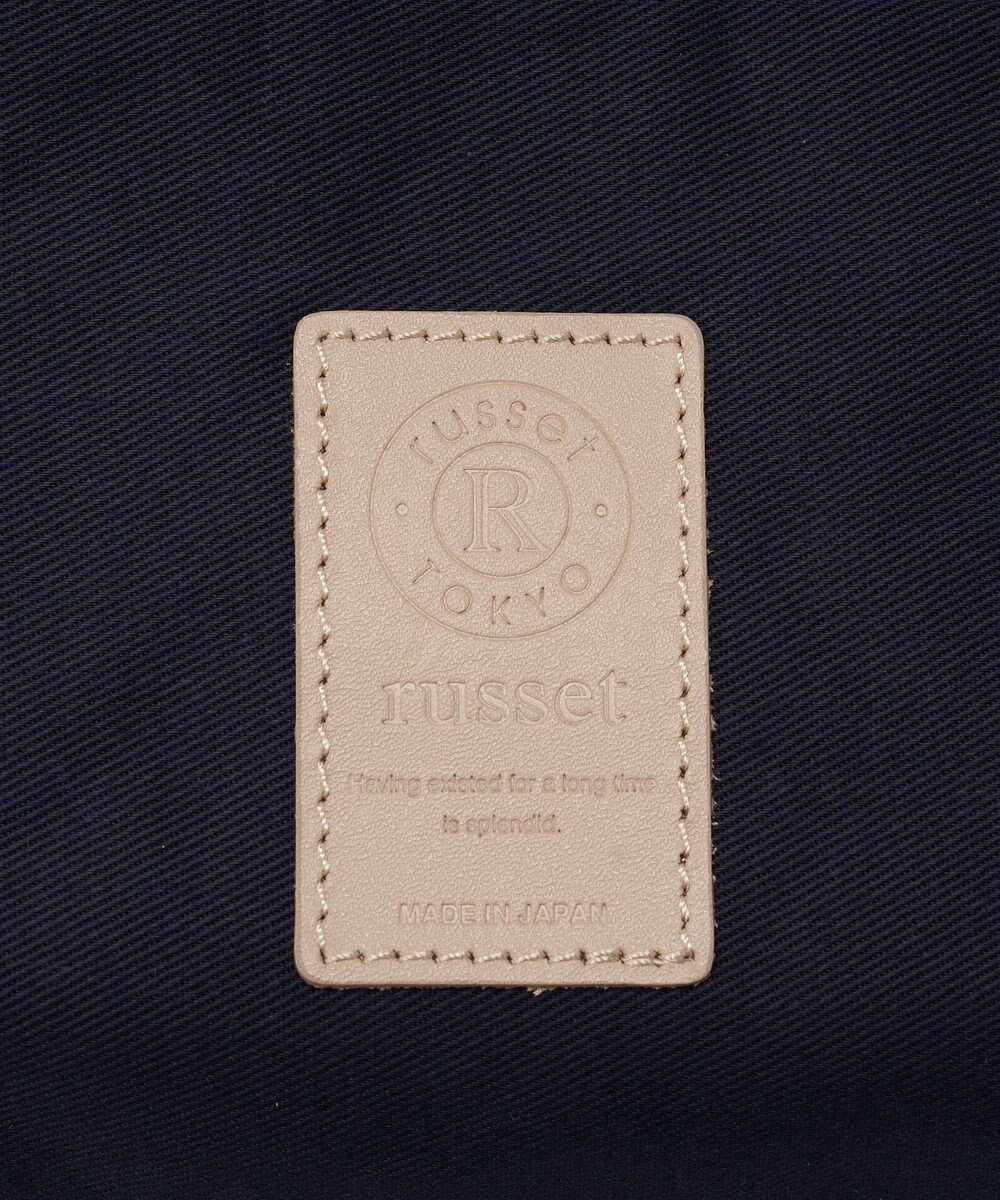 russet
R
TOKYO
russet
Having existed for a long time
is splendid.
MADE IN JAPAN